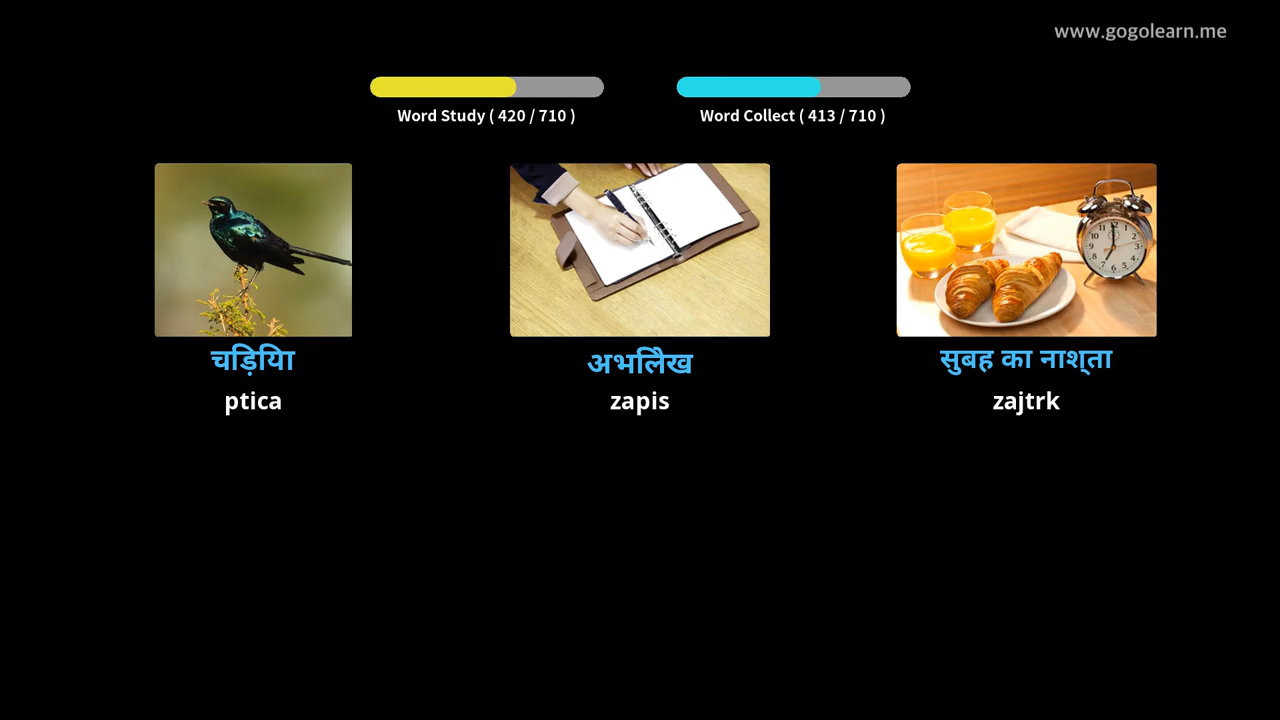 www.gogolearn.me
Word Study ( 420 / 710 )
Word Collect ( 413 / 710 )
चिड़िया
ptica
अभिलेख
zapis
सुबह का नाश्ता
zajtrk